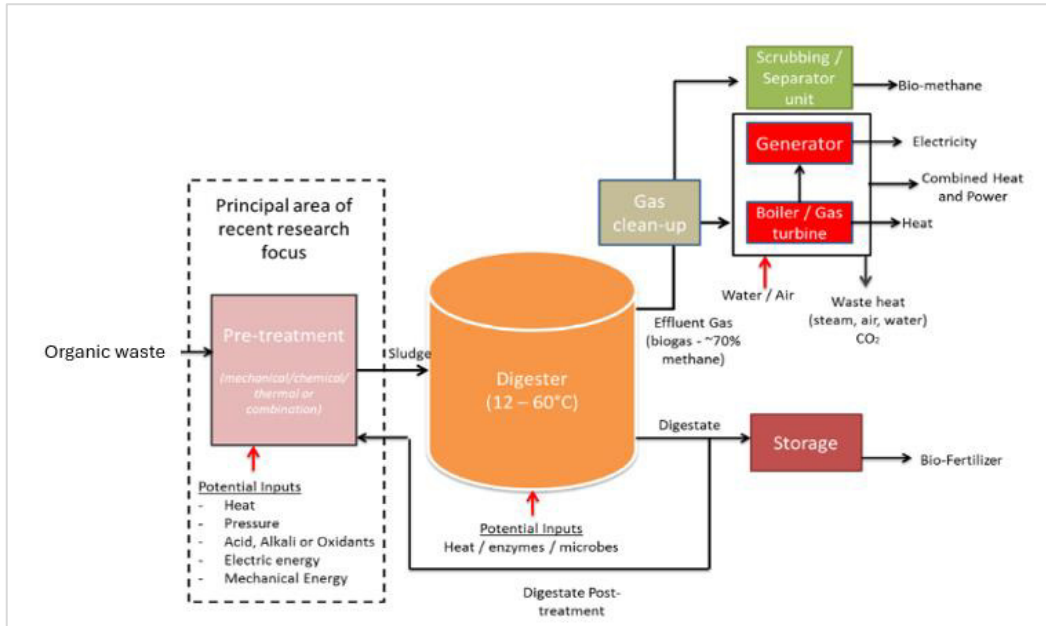 Principal area of
recent research
focus
Organic waste
Pre-treatment
(mechanical/chemical/
thermal or
combination)
Sludge
Potential Inputs
- Heat
- Pressure
- Acid, Alkali or Oxidants
- Electric energy
- Mechanical Energy
Digester
(12 – 60°C)
Potential Inputs
Heat / enzymes / microbes
Gas
clean-up
Effluent Gas
(biogas - ~70%
methane)
Scrubbing /
Separator
unit
Bio-methane
Generator
Electricity
Combined Heat
and Power
Boiler / Gas
turbine
Heat
Water / Air
Waste heat
(steam, air, water)
CO₂
Digestate
Storage
Bio-Fertilizer
Digestate Post-
treatment